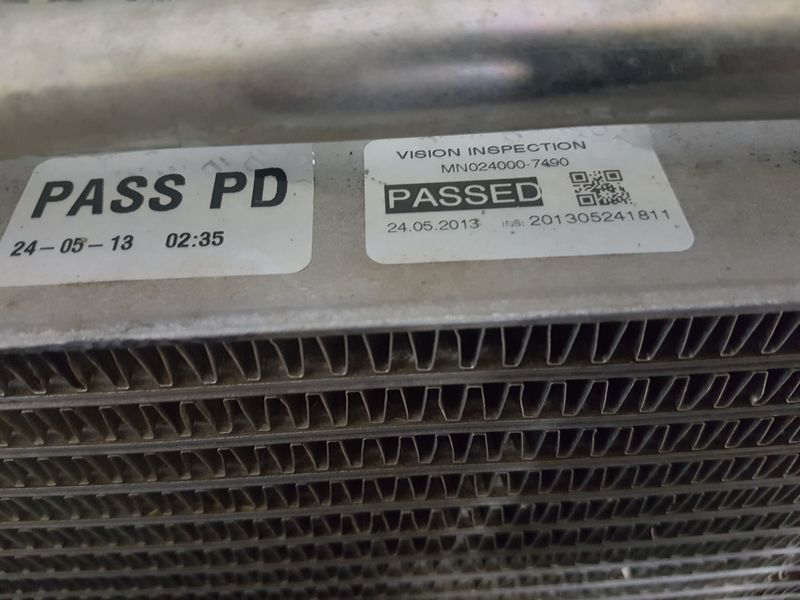 PASS PD
24-05-13 02:35
VISION INSPECTION
MN024000-7490
PASSED
24.05.2013 INS: 201305241811